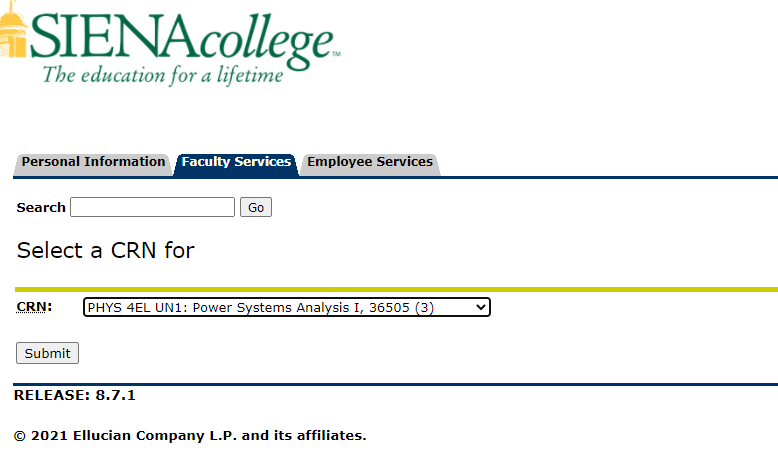 SIENAcollege™
The education for a lifetime
Personal Information Faculty Services Employee Services
Search Go
Select a CRN for
CRN: PHYS 4EL UN1: Power Systems Analysis I, 36505 (3)
Submit
RELEASE: 8.7.1
© 2021 Ellucian Company L.P. and its affiliates.